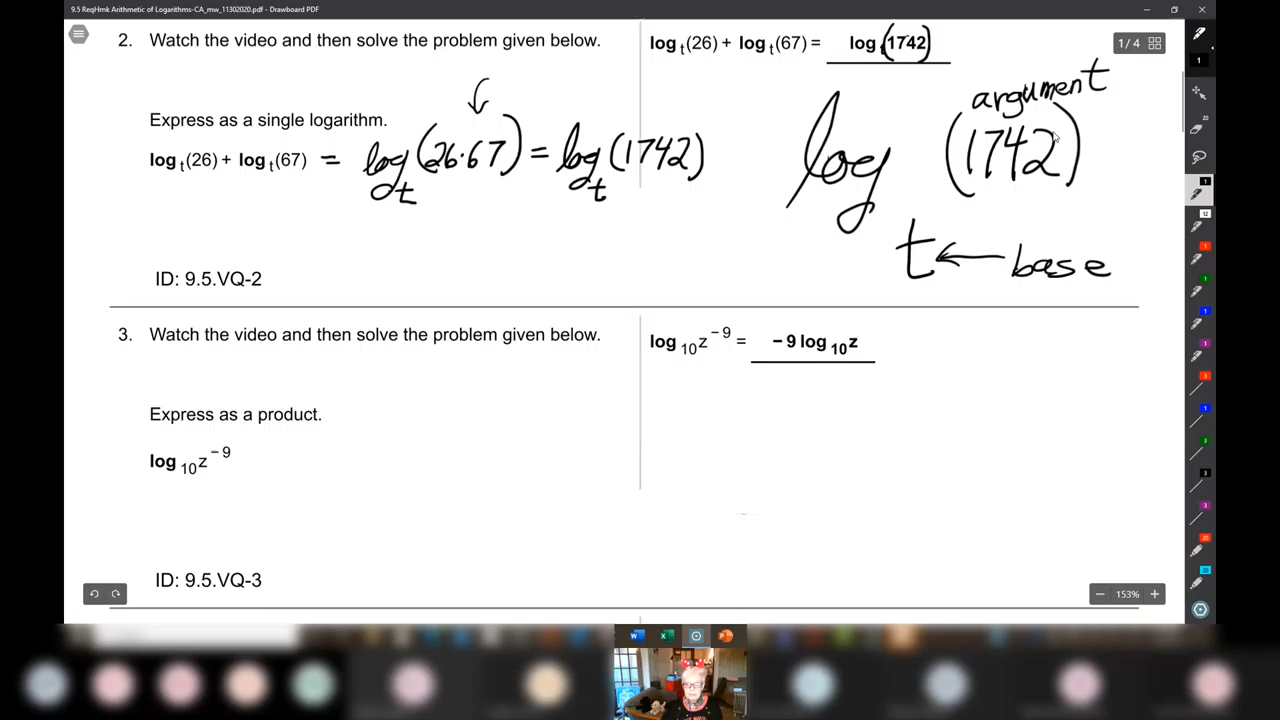 9.5 ReqHmk Arithmetic of Logarithms-CA_mw_11302020.pdf - Drawboard PDF
1 / 4
2. Watch the video and then solve the problem given below.
Express as a single logarithm.
log t (26) + log t (67) = log t (26·67) = log t (1742)
ID: 9.5.VQ-2
log t (26) + log t (67) = log t (1742)
argument
log (1742)
t ← base
3. Watch the video and then solve the problem given below.
Express as a product.
log 10 z −9
ID: 9.5.VQ-3
log 10 z −9 = −9 log 10 z
153%